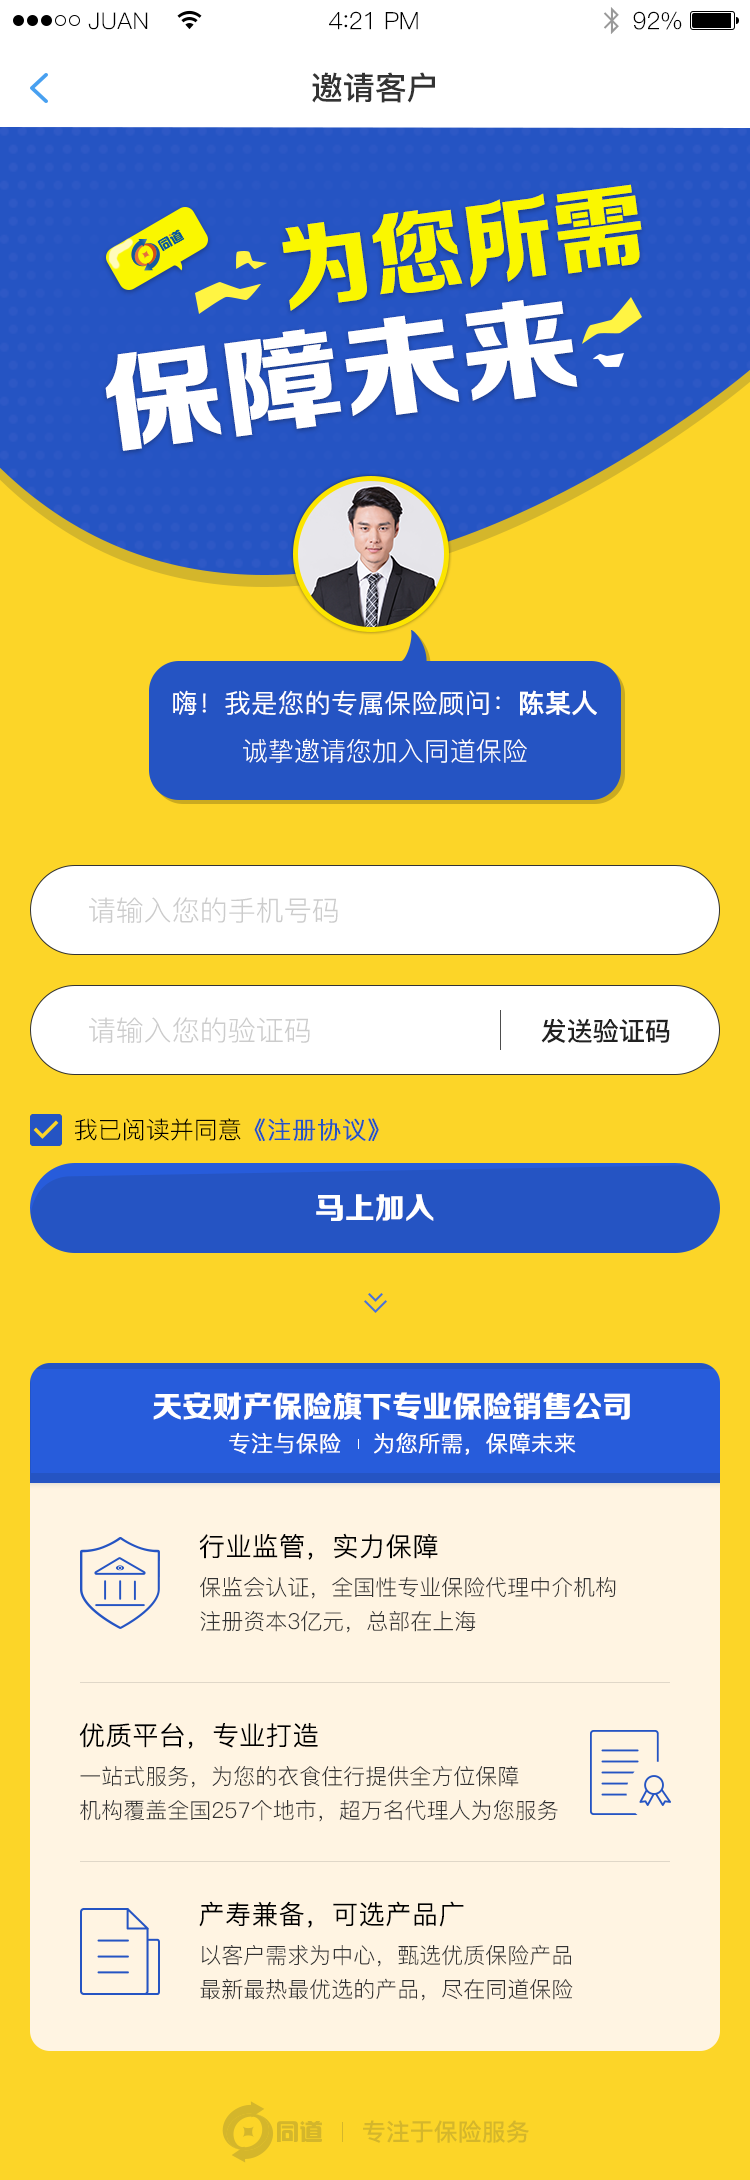 JUAN 4:21 PM 92%
邀请客户
同道
为您所需
保障未来
嗨！我是您的专属保险顾问：陈某人
诚挚邀请您加入同道保险
请输入您的手机号码
请输入您的验证码 发送验证码
我已阅读并同意《注册协议》
马上加入
天安财产保险旗下专业保险销售公司
专注与保险 | 为您所需，保障未来
行业监管，实力保障
保监会认证，全国性专业保险代理中介机构
注册资本3亿元，总部在上海
优质平台，专业打造
一站式服务，为您的衣食住行提供全方位保障
机构覆盖全国257个地市，超万名代理人为您服务
产寿兼备，可选产品广
以客户需求为中心，甄选优质保险产品
最新最热最优选的产品，尽在同道保险
同道 | 专注于保险服务